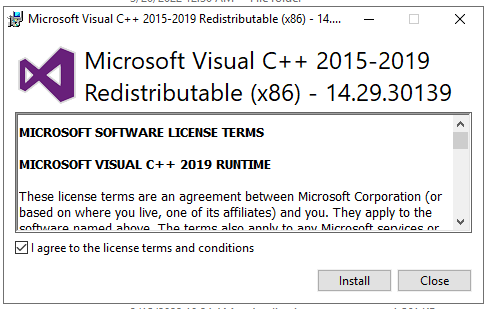 Microsoft Visual C++ 2015-2019 Redistributable (x86) - 14....
Microsoft Visual C++ 2015-2019
Redistributable (x86) - 14.29.30139
MICROSOFT SOFTWARE LICENSE TERMS
MICROSOFT VISUAL C++ 2019 RUNTIME
These license terms are an agreement between Microsoft Corporation (or
based on where you live, one of its affiliates) and you. They apply to the
software named above. The terms also apply to any Microsoft services or
I agree to the license terms and conditions
Install
Close